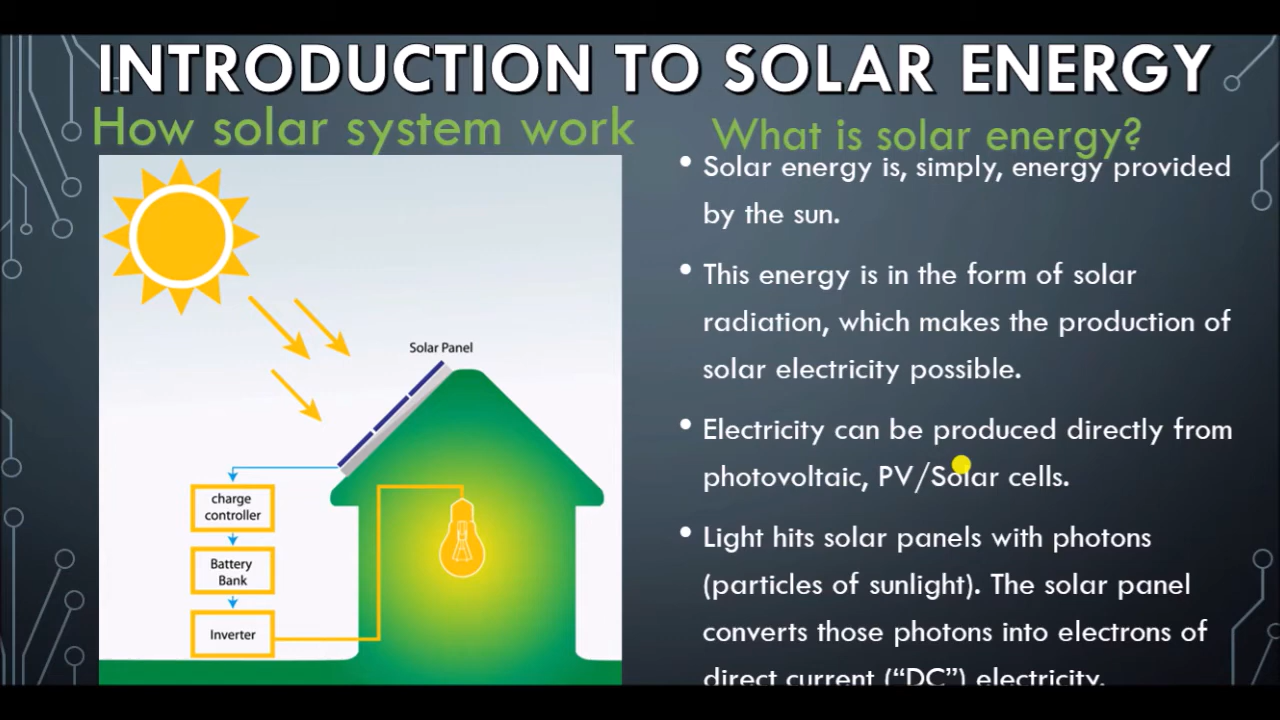 INTRODUCTION TO SOLAR ENERGY
How solar system work
Solar Panel
charge
controller
Battery
Bank
Inverter
What is solar energy?
• Solar energy is, simply, energy provided
by the sun.
• This energy is in the form of solar
radiation, which makes the production of
solar electricity possible.
• Electricity can be produced directly from
photovoltaic, PV/Solar cells.
• Light hits solar panels with photons
(particles of sunlight). The solar panel
converts those photons into electrons of
direct current (“DC”) electricity.